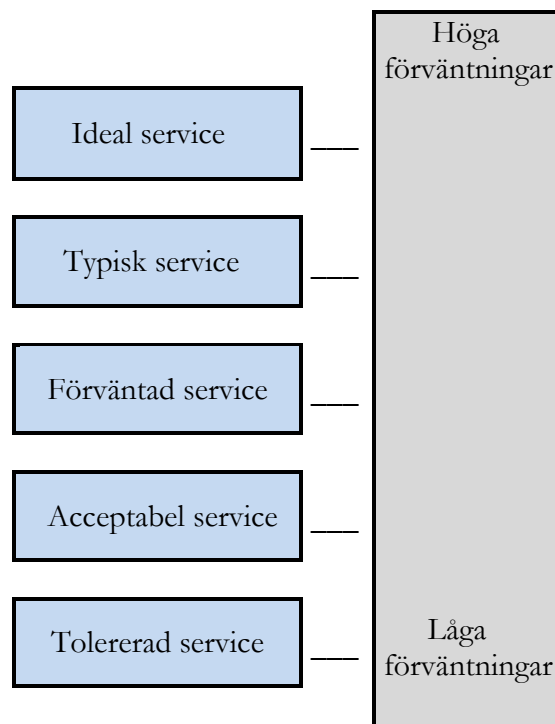 Höga
förväntningar
Ideal service
Typisk service
Förväntad service
Acceptabel service
Tolererad service
Låga
förväntningar